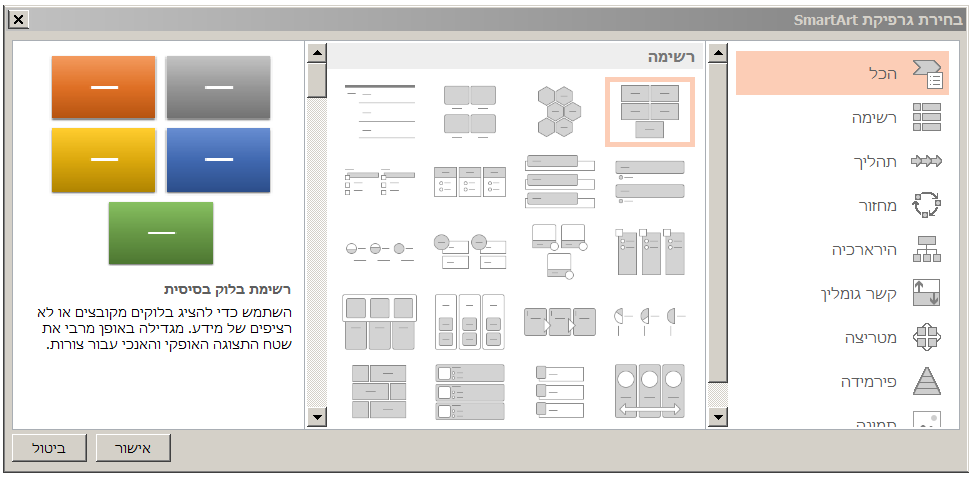 בחירת גרפיקת SmartArt
הכל
רשימה
תהליך
מחזור
היררכיה
קשר גומלין
מטריצה
פירמידה
תמונה
רשימה
רשימת בלוק בסיסית
השתמש כדי להציג בלוקים מקובצים או לא
רציפים של מידע. מגדילה באופן מרבי את
שטח התצוגה האופקי והאנכי עבור צורות.
אישור
ביטול